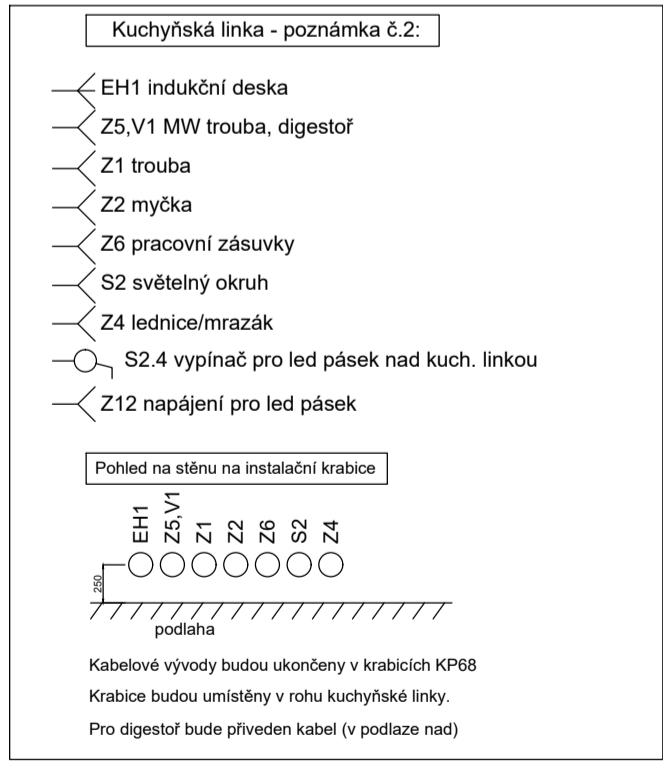 Kuchyňská linka - poznámka č.2:
EH1 indukční deska
Z5,V1 MW trouba, digestoř
Z1 trouba
Z2 myčka
Z6 pracovní zásuvky
S2 světelný okruh
Z4 lednice/mrazák
S2.4 vypínač pro led pásek nad kuch. linkou
Z12 napájení pro led pásek
Pohled na stěnu na instalační krabice
EH1 Z5,V1 Z1 Z2 Z6 S2 Z4
250
podlaha
Kabelové vývody budou ukončeny v krabicích KP68
Krabice budou umístěny v rohu kuchyňské linky.
Pro digestoř bude přiveden kabel (v podlaze nad)